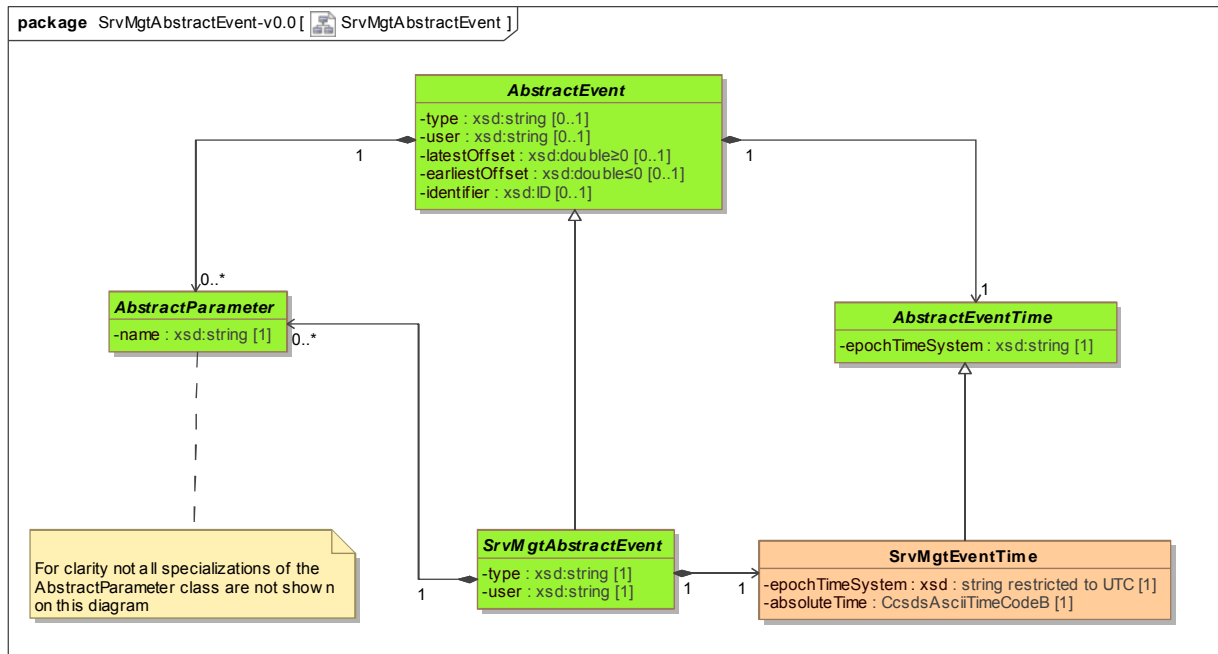 package SrvMgtAbstractEvent-v0.0 [ SrvMgtAbstractEvent ]
AbstractEvent
-type : xsd:string [0..1]
-user : xsd:string [0..1]
-latestOffset : xsd:double≥0 [0..1]
-earliestOffset : xsd:double≤0 [0..1]
-identifier : xsd:ID [0..1]
1
1
0..*
1
AbstractParameter
-name : xsd:string [1]
0..*
AbstractEventTime
-epochTimeSystem : xsd:string [1]
For clarity not all specializations of the
AbstractParameter class are not shown
on this diagram
SrvMgtAbstractEvent
-type : xsd:string [1]
-user : xsd:string [1]
1
1
1
SrvMgtEventTime
-epochTimeSystem : xsd : string restricted to UTC [1]
-absoluteTime : CcsdsAsciiTimeCodeB [1]